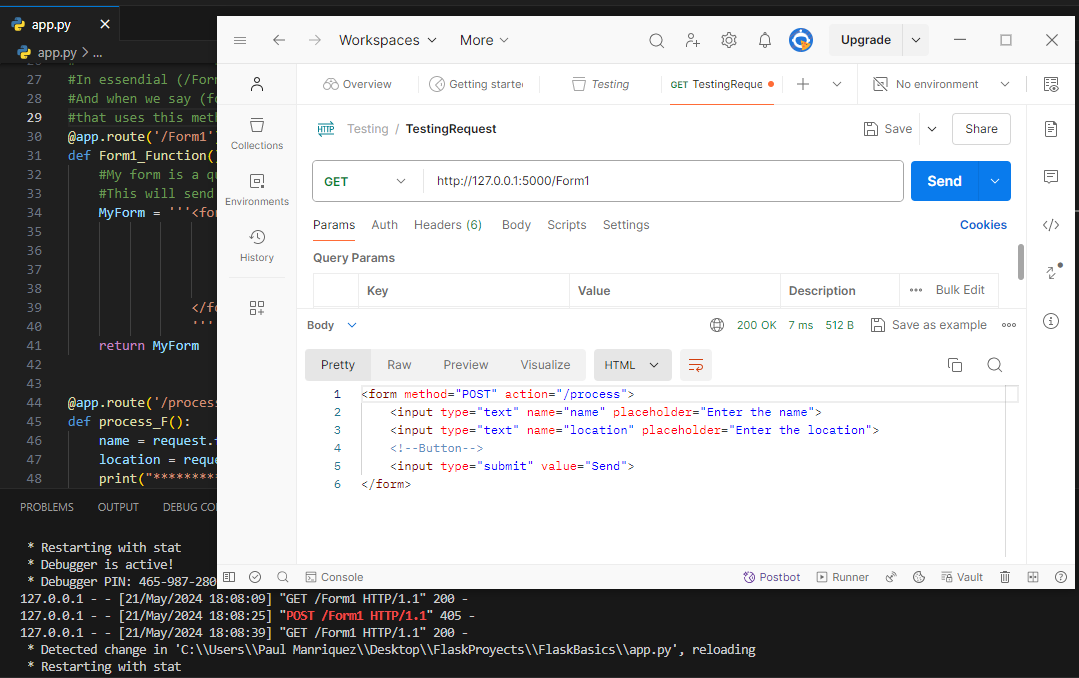 app.py
app.py > ...
27 #In essendial (/For
28 #And when we say (fo
29 #that uses this meth
30 @app.route('/Form1'
31 def Form1_Function()
32 #My form is a qu
33 #This will send
34 MyForm = '''<for
35
36
37
38
39 </fo
40 '''
41 return MyForm
42
43
44 @app.route('/process
45 def process_F():
46 name = request.
47 location = reque
48 print("*********
PROBLEMS OUTPUT DEBUG CO
* Restarting with stat
* Debugger is active!
* Debugger PIN: 465-987-280
127.0.0.1 - - [21/May/2024 18:08:09] "GET /Form1 HTTP/1.1" 200 -
127.0.0.1 - - [21/May/2024 18:08:25] "POST /Form1 HTTP/1.1" 405 -
127.0.0.1 - - [21/May/2024 18:08:39] "GET /Form1 HTTP/1.1" 200 -
* Detected change in 'C:\\Users\\Paul Manriquez\\Desktop\\FlaskProyects\\FlaskBasics\\app.py', reloading
* Restarting with stat
Workspaces More Upgrade
Overview Getting starte Testing GET TestingReque No environment
Collections
Environments
History
HTTP Testing / TestingRequest Save Share
GET http://127.0.0.1:5000/Form1 Send
Params Auth Headers (6) Body Scripts Settings Cookies
Query Params
Key Value Description Bulk Edit
Body 200 OK 7 ms 512 B Save as example
Pretty Raw Preview Visualize HTML
1 <form method="POST" action="/process">
2 <input type="text" name="name" placeholder="Enter the name">
3 <input type="text" name="location" placeholder="Enter the location">
4 <!--Button-->
5 <input type="submit" value="Send">
6 </form>
Console Postbot Runner Vault